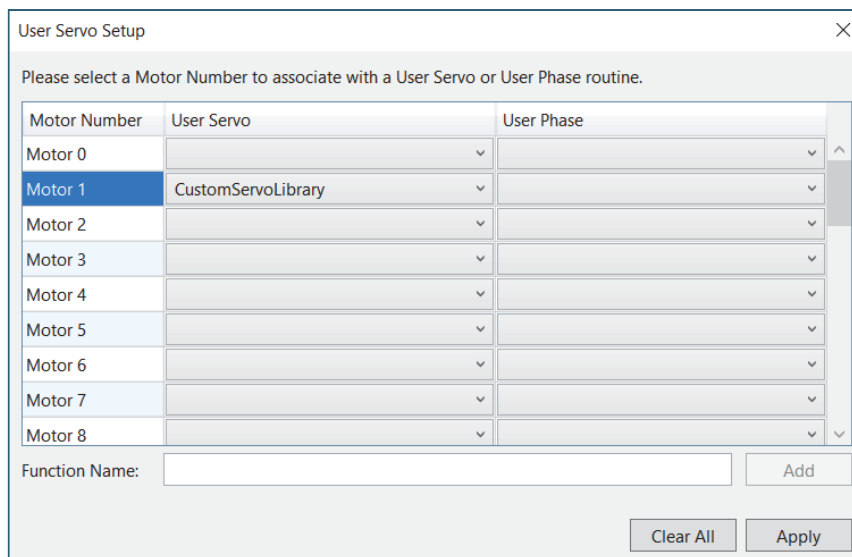 User Servo Setup
Please select a Motor Number to associate with a User Servo or User Phase routine.
Motor Number User Servo User Phase
Motor 0
Motor 1 CustomServoLibrary
Motor 2
Motor 3
Motor 4
Motor 5
Motor 6
Motor 7
Motor 8
Function Name: Add
Clear All Apply